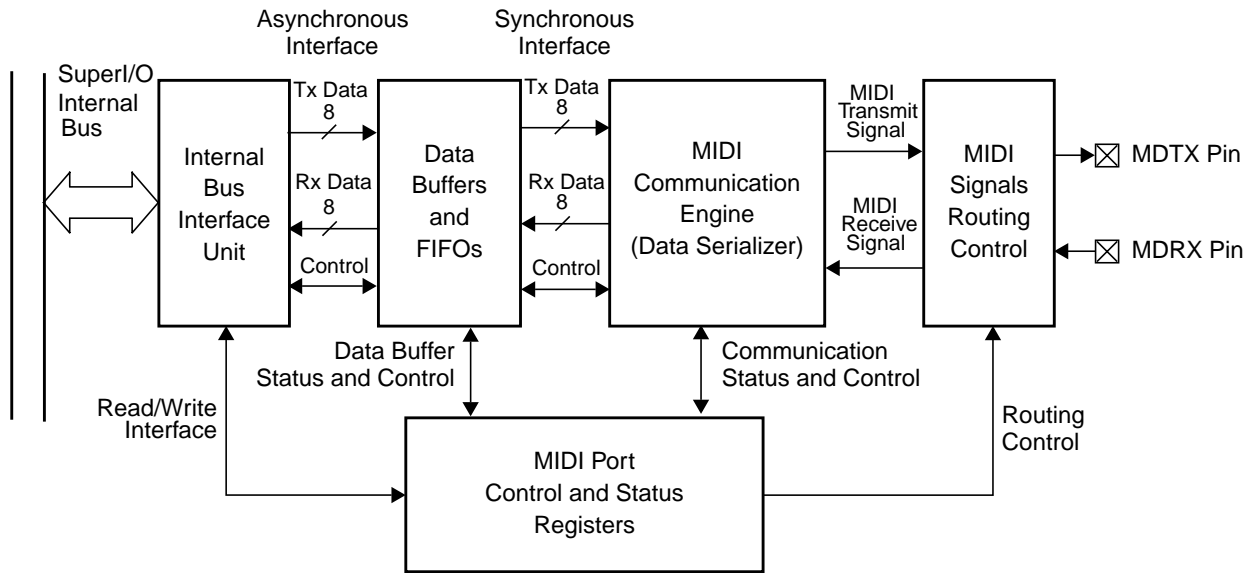 Asynchronous
Interface
Synchronous
Interface
SuperI/O
Internal
Bus
Tx Data
8
Rx Data
8
Control
Internal
Bus
Interface
Unit
Data
Buffers
and
FIFOs
Tx Data
8
Rx Data
8
Control
MIDI
Communication
Engine
(Data Serializer)
MIDI
Transmit
Signal
MIDI
Receive
Signal
MIDI
Signals
Routing
Control
MDTX Pin
MDRX Pin
Read/Write
Interface
Data Buffer
Status and Control
Communication
Status and Control
Routing
Control
MIDI Port
Control and Status
Registers